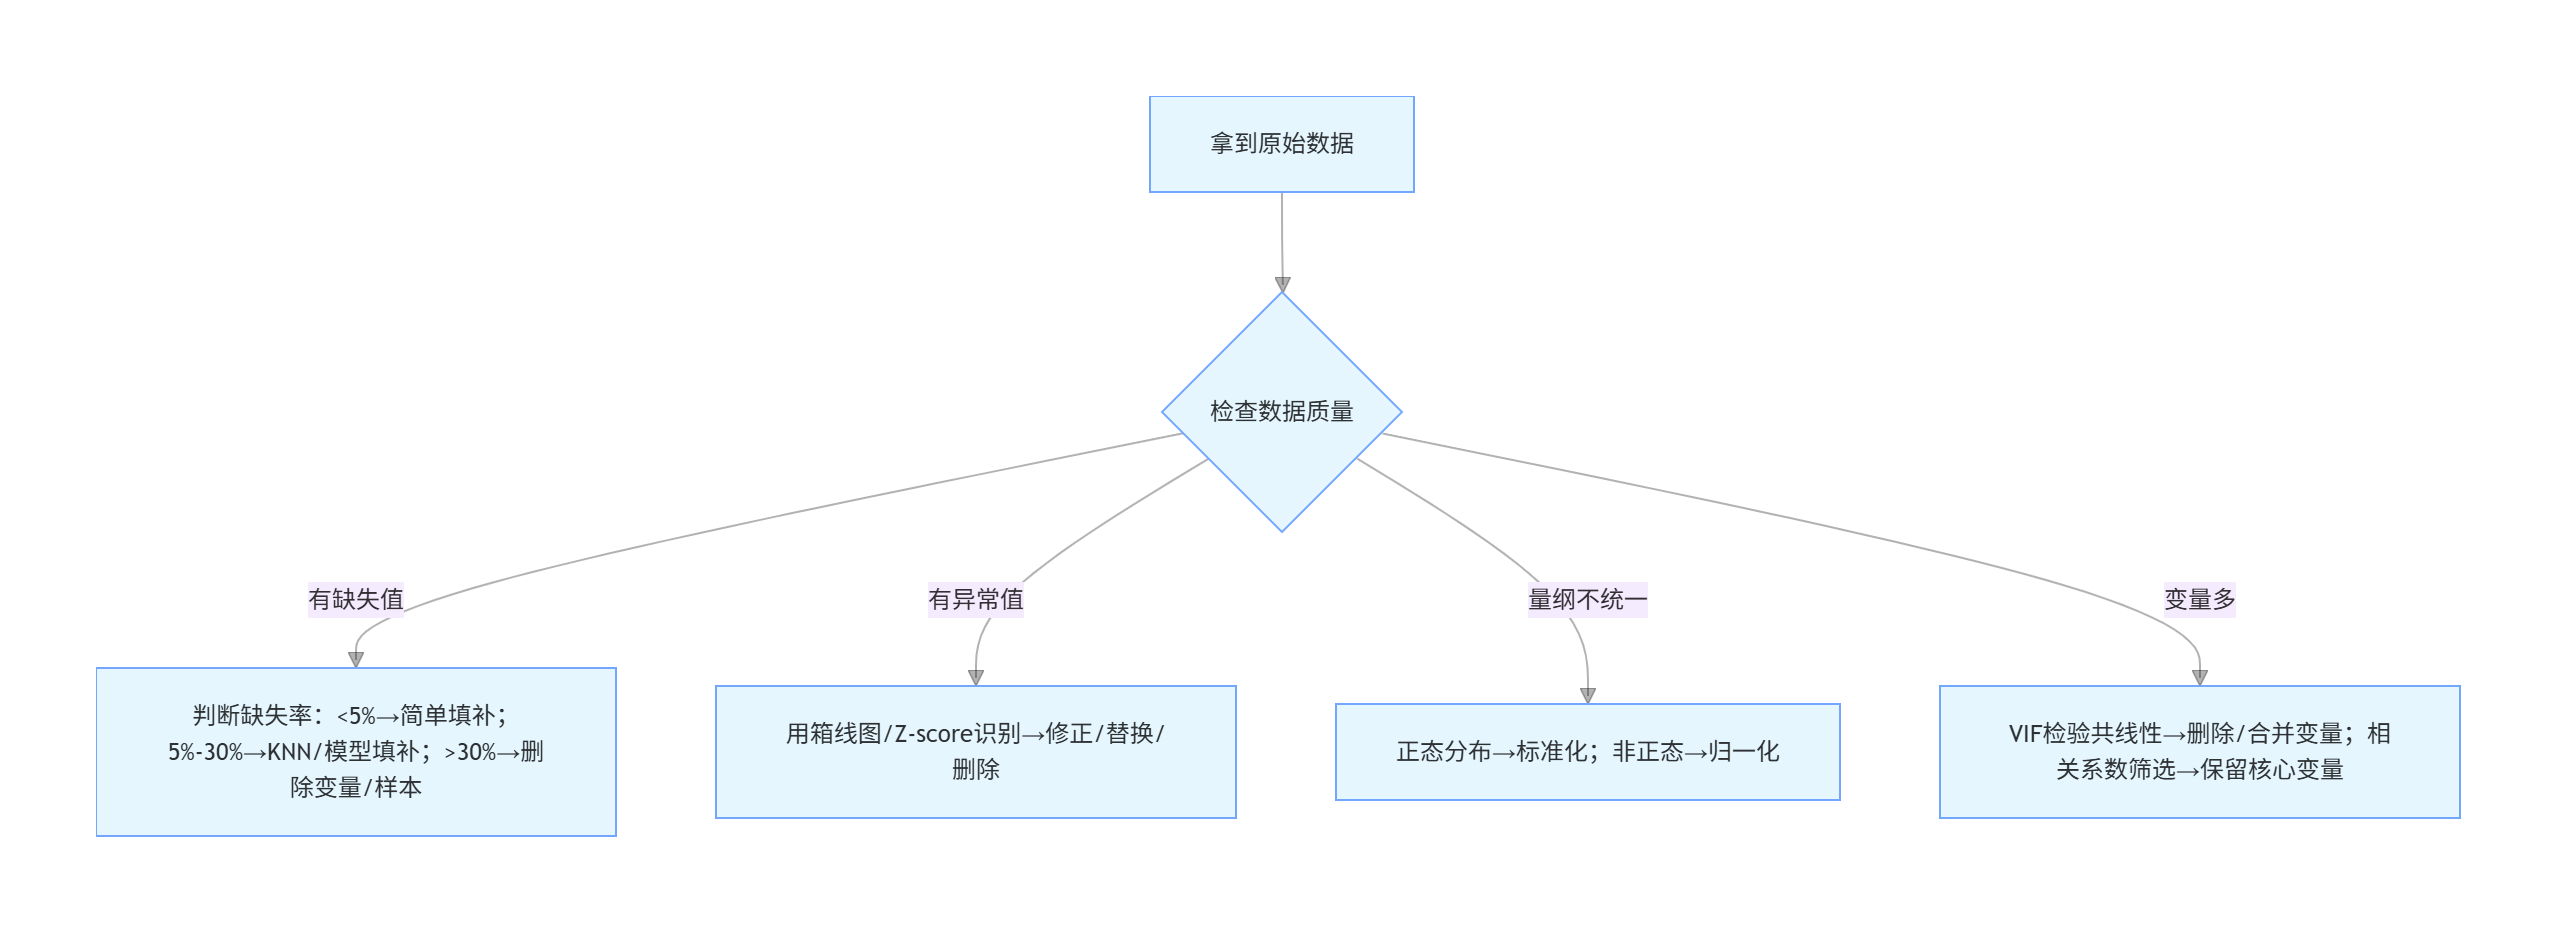 拿到原始数据
检查数据质量
有缺失值
有异常值
量纲不统一
变量多
判断缺失率：<5%→简单填补；
5%-30%→KNN/模型填补；>30%→删
除变量/样本
用箱线图/Z-score识别→修正/替换/
删除
正态分布→标准化；非正态→归一化
VIF检验共线性→删除/合并变量；相
关系数筛选→保留核心变量